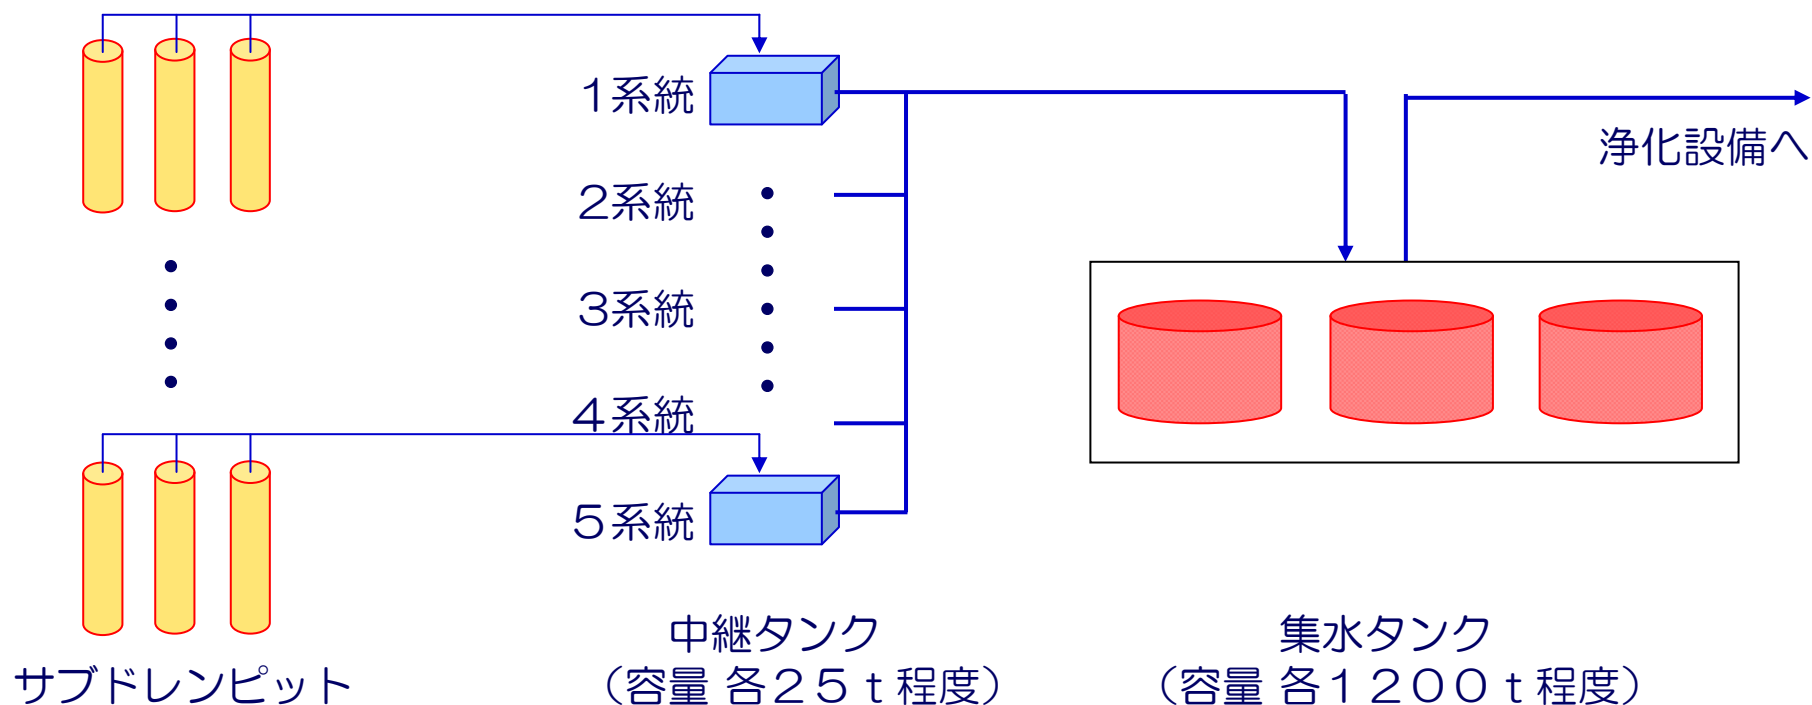 1系統
浄化設備へ
2系統
3系統
4系統
5系統
サブドレンピット
中継タンク
（容量 各25ｔ程度）
集水タンク
（容量 各1200ｔ程度）